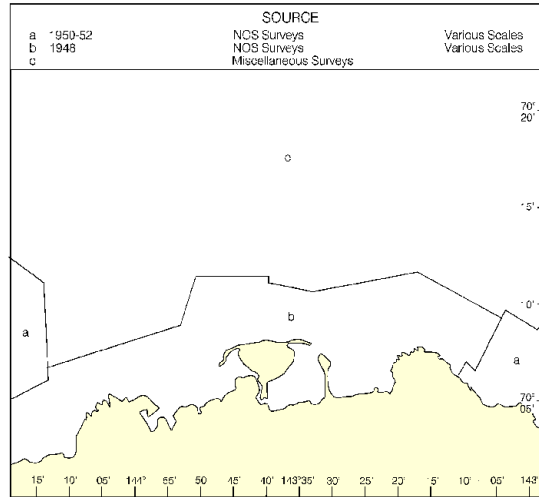 SOURCE
a 1950-52 NOS Surveys Various Scales
b 1946 NOS Surveys Various Scales
c Miscellaneous Surveys
70°
20'
c
15'
10'
b
a
a
70°
05'
15' 10' 05' 144° 55' 50 45' 40' 143°35' 30' 25' 20' 5' 10' 05' 143°